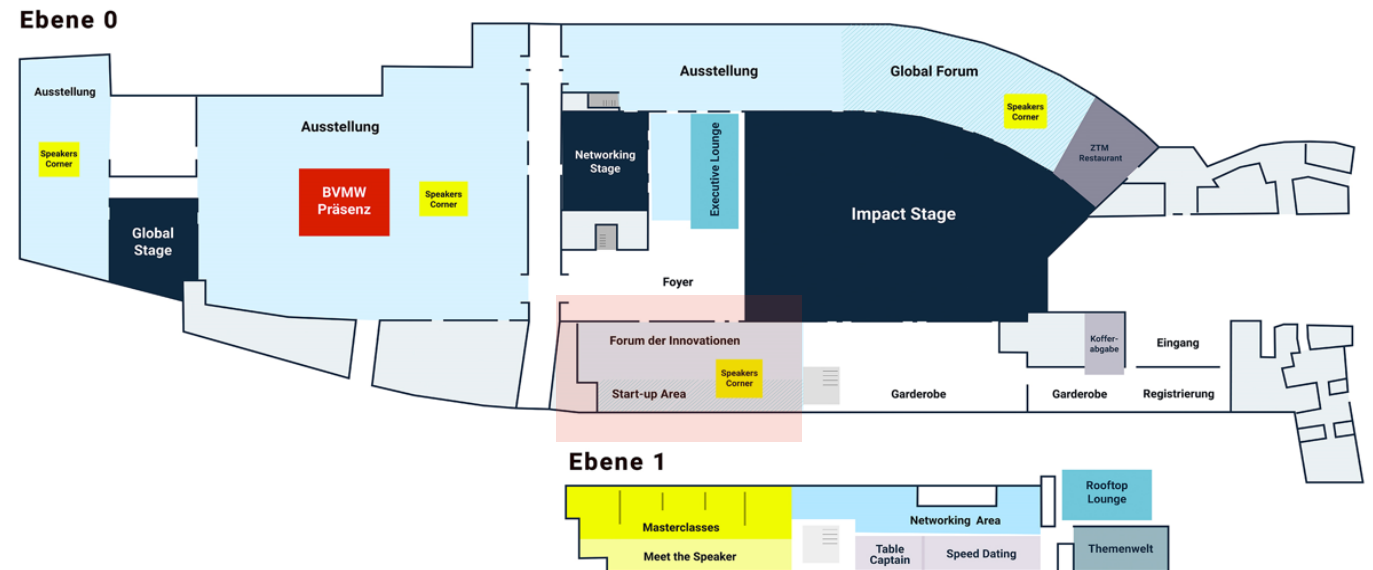 Ebene 0
Ausstellung
Speakers
Corner
Global
Stage
Ausstellung
BVMW
Präsenz
Speakers
Corner
Networking
Stage
Ausstellung
Executive Lounge
Global Forum
Speakers
Corner
ZTM
Restaurant
Impact Stage
Foyer
Forum der Innovationen
Speakers
Corner
Start-up Area
Garderobe
Koffer-
abgabe
Eingang
Garderobe
Registrierung
Ebene 1
Masterclasses
Meet the Speaker
Networking Area
Table
Captain
Speed Dating
Rooftop
Lounge
Themenwelt